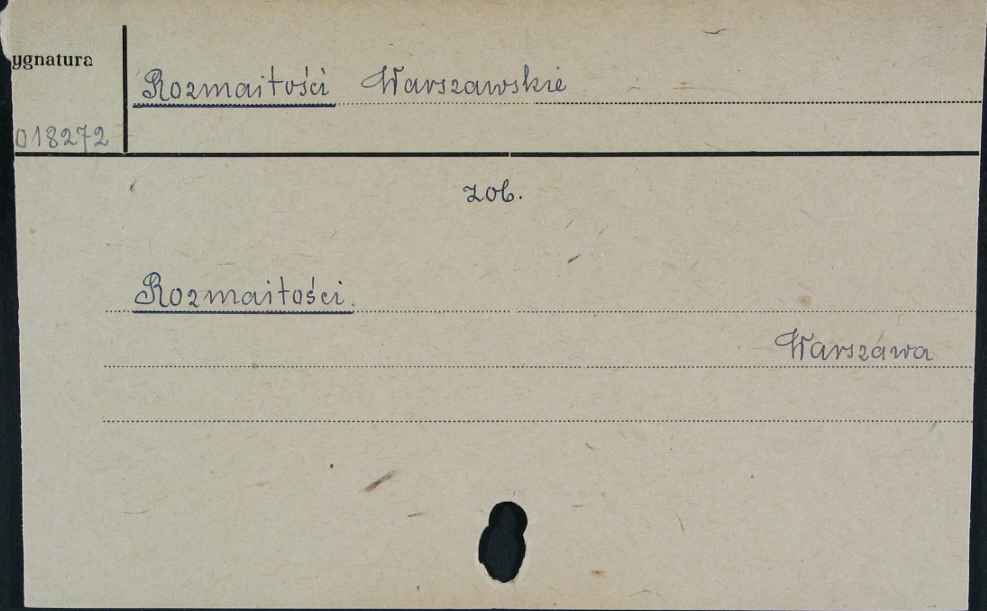 ygnatura
Rozmaitości Warszawskie
018272
zob.
Rozmaitości.
Warszawa